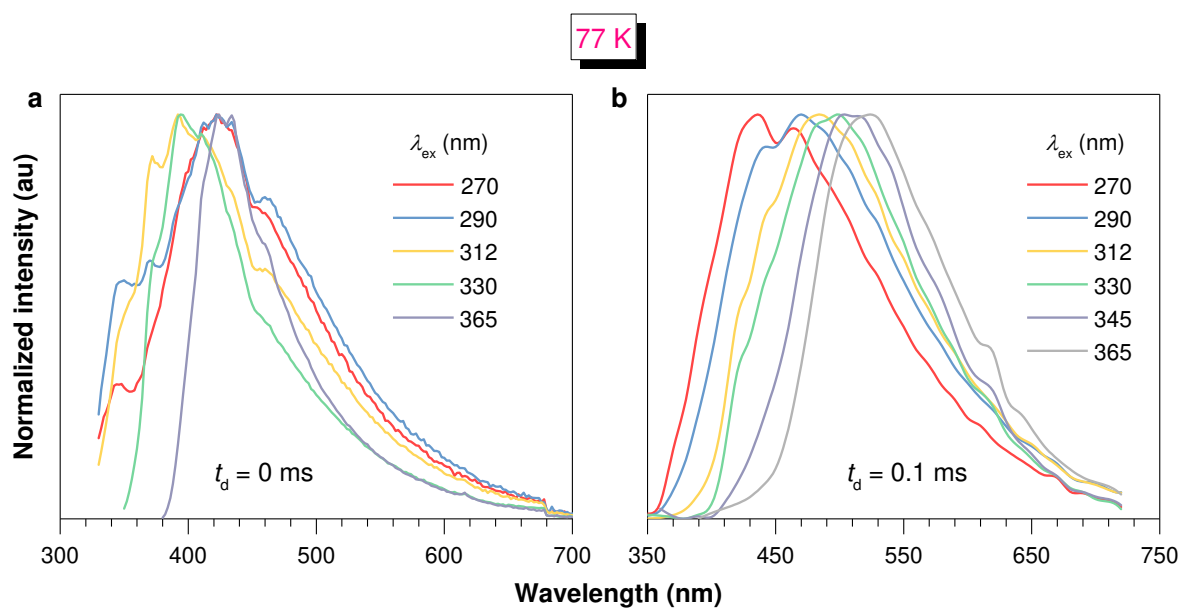 77 K
a
b
Normalized intensity (au)
λex (nm)
270
290
312
330
365
td = 0 ms
300
400
500
600
700
λex (nm)
270
290
312
330
345
365
td = 0.1 ms
350
450
550
650
750
Wavelength (nm)